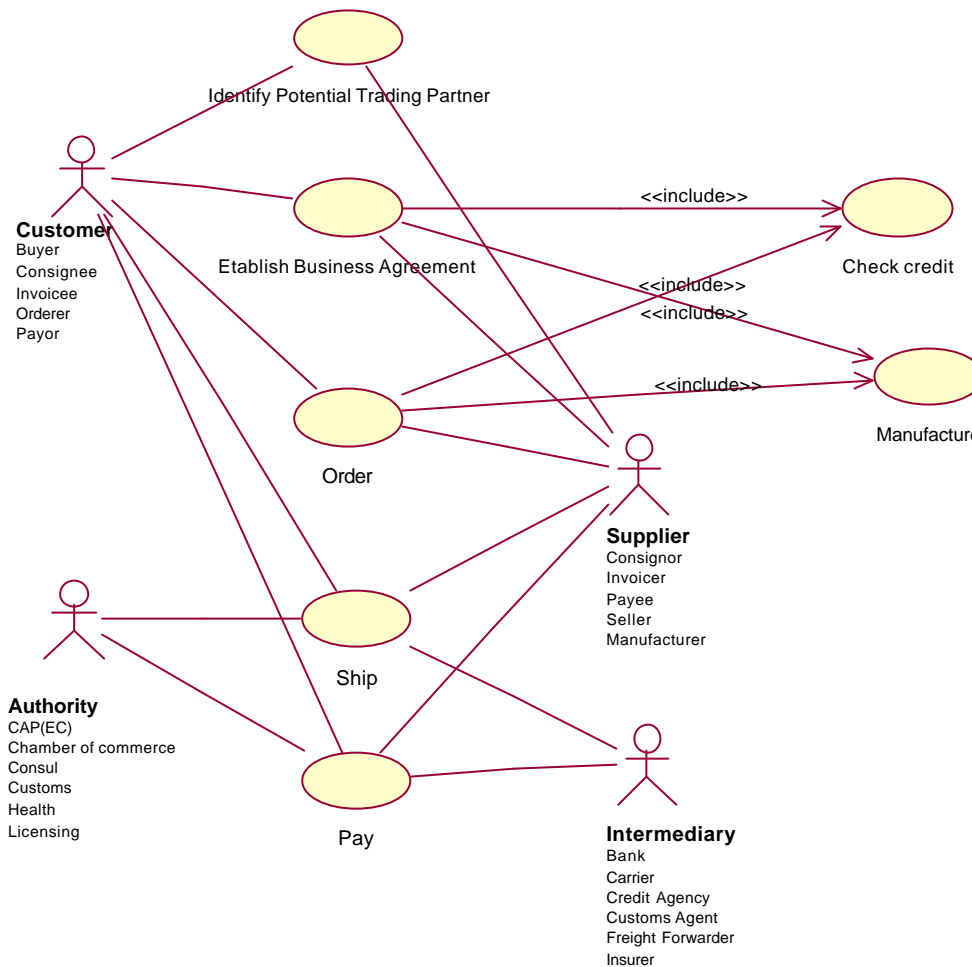 Identify Potential Trading Partner
Customer
Buyer
Consignee
Invoicee
Orderer
Payor
Etablish Business Agreement
<<include>>
Check credit
<<include>>
<<include>>
<<include>>
Manufacture
Order
Supplier
Consignor
Invoicer
Payee
Seller
Manufacturer
Ship
Authority
CAP(EC)
Chamber of commerce
Consul
Customs
Health
Licensing
Pay
Intermediary
Bank
Carrier
Credit Agency
Customs Agent
Freight Forwarder
Insurer